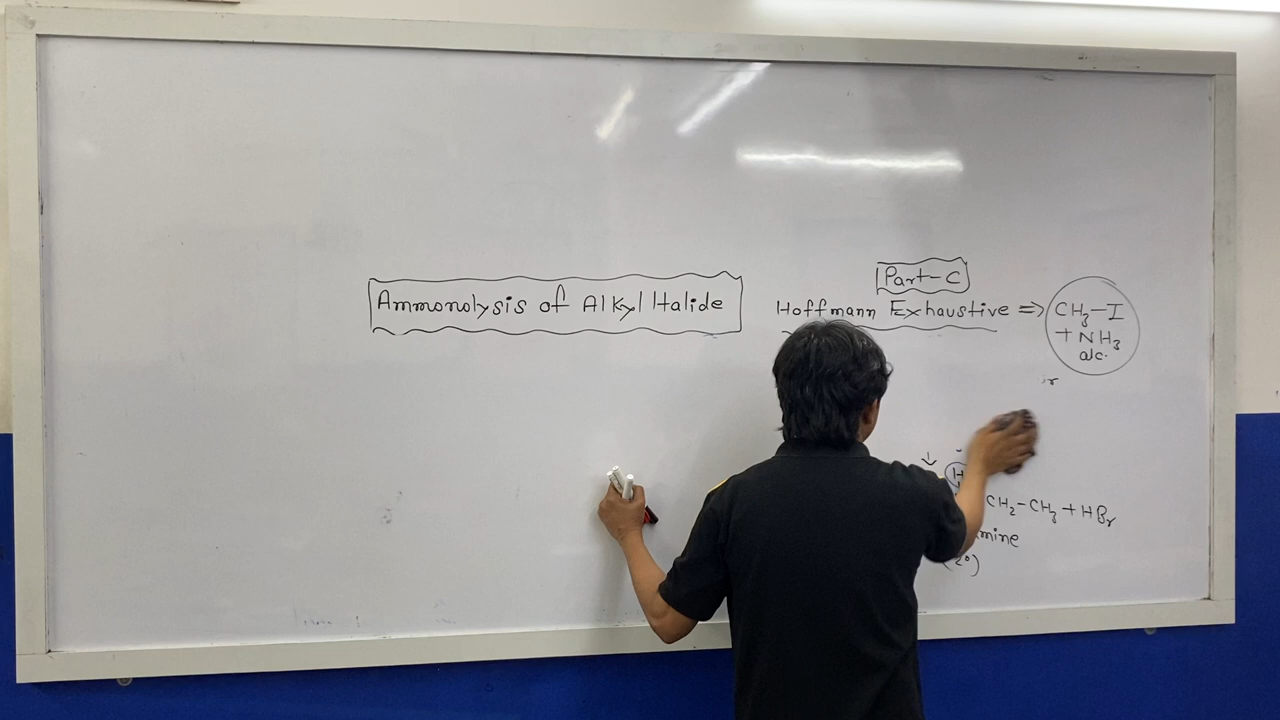 Ammonolysis of Alkyl Halide
Part-C
Hoffmann Exhaustive ⇒
CH3-I
+ NH3
alc.
↓
H
CH2-CH3 + HBr
mine
(2°)